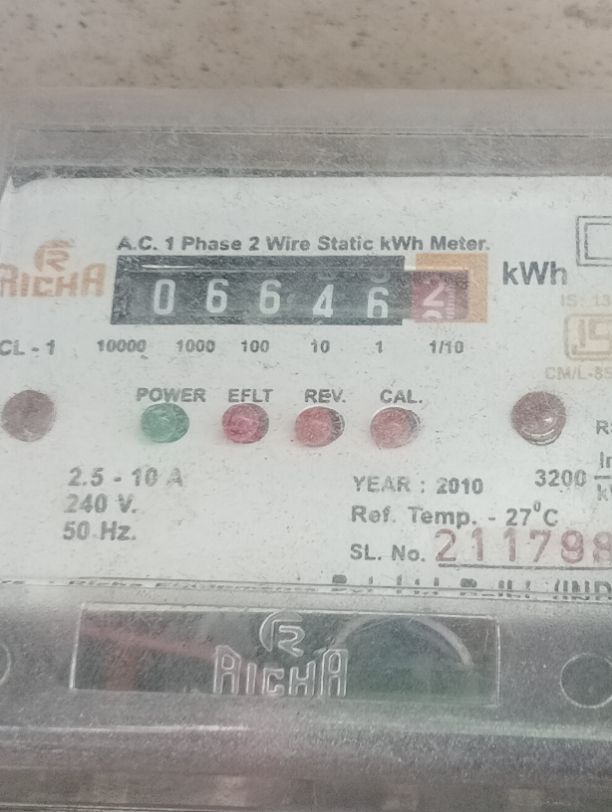 A.C. 1 Phase 2 Wire Static kWh Meter.
RICHA
0 6 6 4 6 2
kWh
CL - 1
10000 1000 100 10 1 1/10
CM/L-85
POWER EFLT REV. CAL.
2.5 - 10 A
240 V.
50 Hz.
YEAR : 2010
3200
Ref. Temp. - 27°C
SL. No. 211798
RICHA